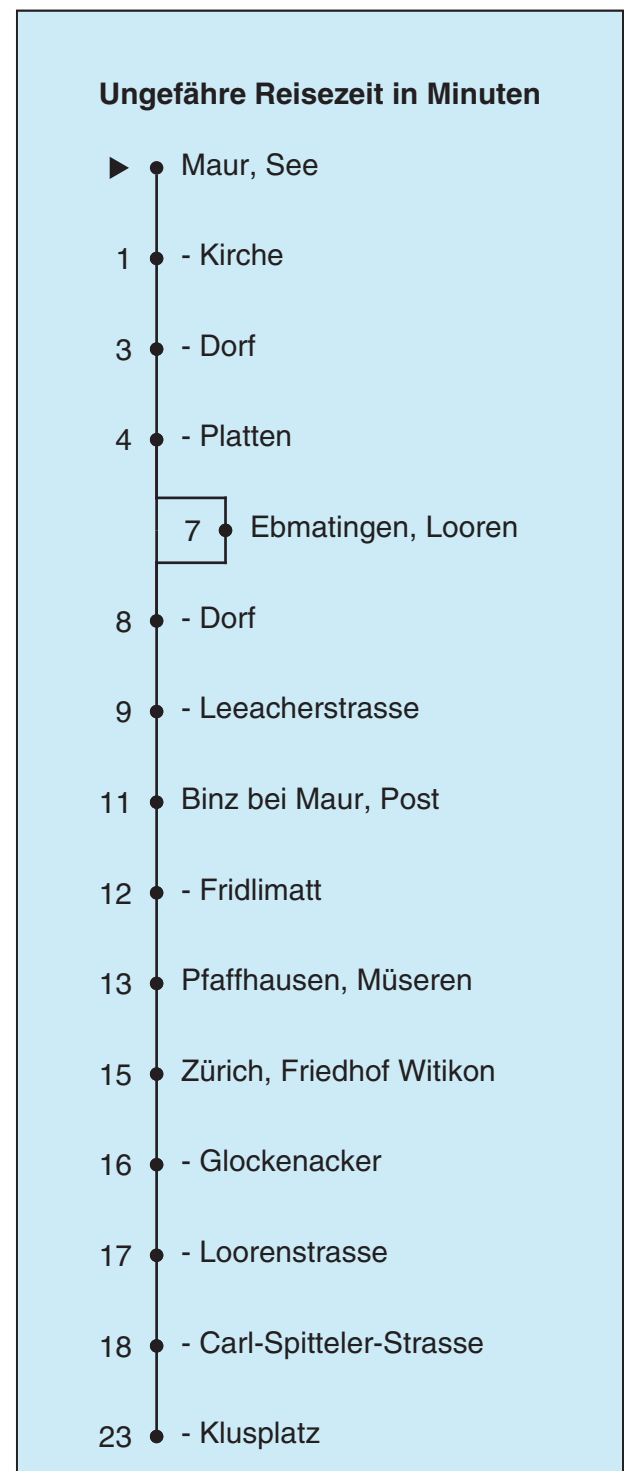 Ungefähre Reisezeit in Minuten
Maur, See
1 - Kirche
3 - Dorf
4 - Platten
7 Ebmatingen, Looren
8 - Dorf
9 - Leeacherstrasse
11 Binz bei Maur, Post
12 - Fridlimatt
13 Pfaffhausen, Müseren
15 Zürich, Friedhof Witikon
16 - Glockenacker
17 - Loorenstrasse
18 - Carl-Spitteler-Strasse
23 - Klusplatz